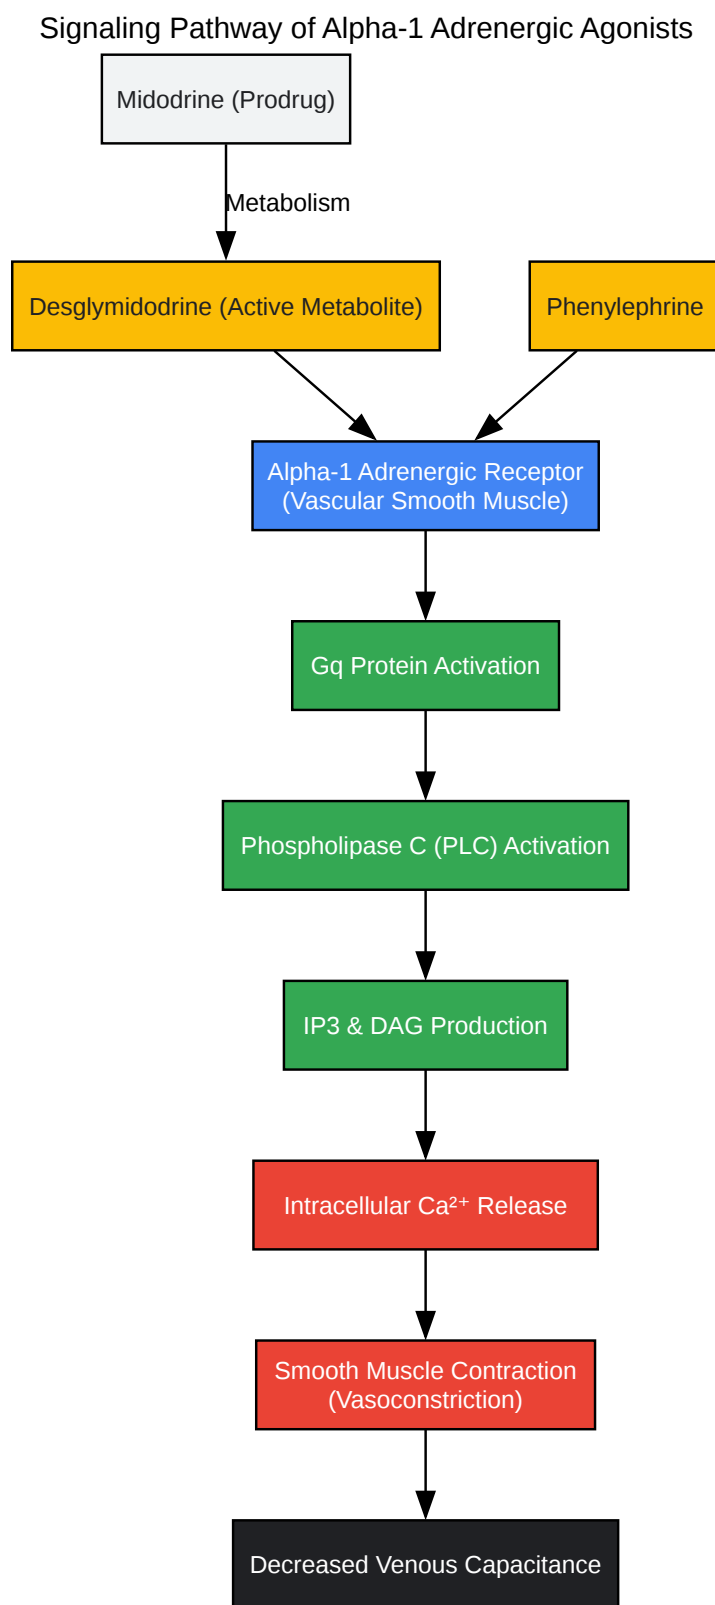 Signaling Pathway of Alpha-1 Adrenergic Agonists
Midodrine (Prodrug)
Metabolism
Desglymidodrine (Active Metabolite)
Phenylephrine
Alpha-1 Adrenergic Receptor
(Vascular Smooth Muscle)
Gq Protein Activation
Phospholipase C (PLC) Activation
IP3 & DAG Production
Intracellular Ca²⁺ Release
Smooth Muscle Contraction
(Vasoconstriction)
Decreased Venous Capacitance